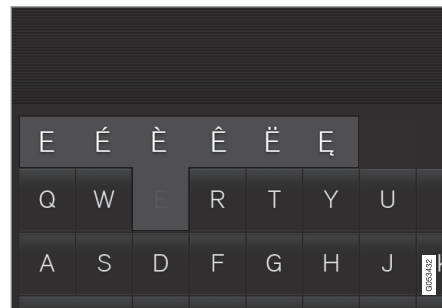 E É È Ê Ë Ę
Q W E R T Y U
A S D F G H J K
G053432